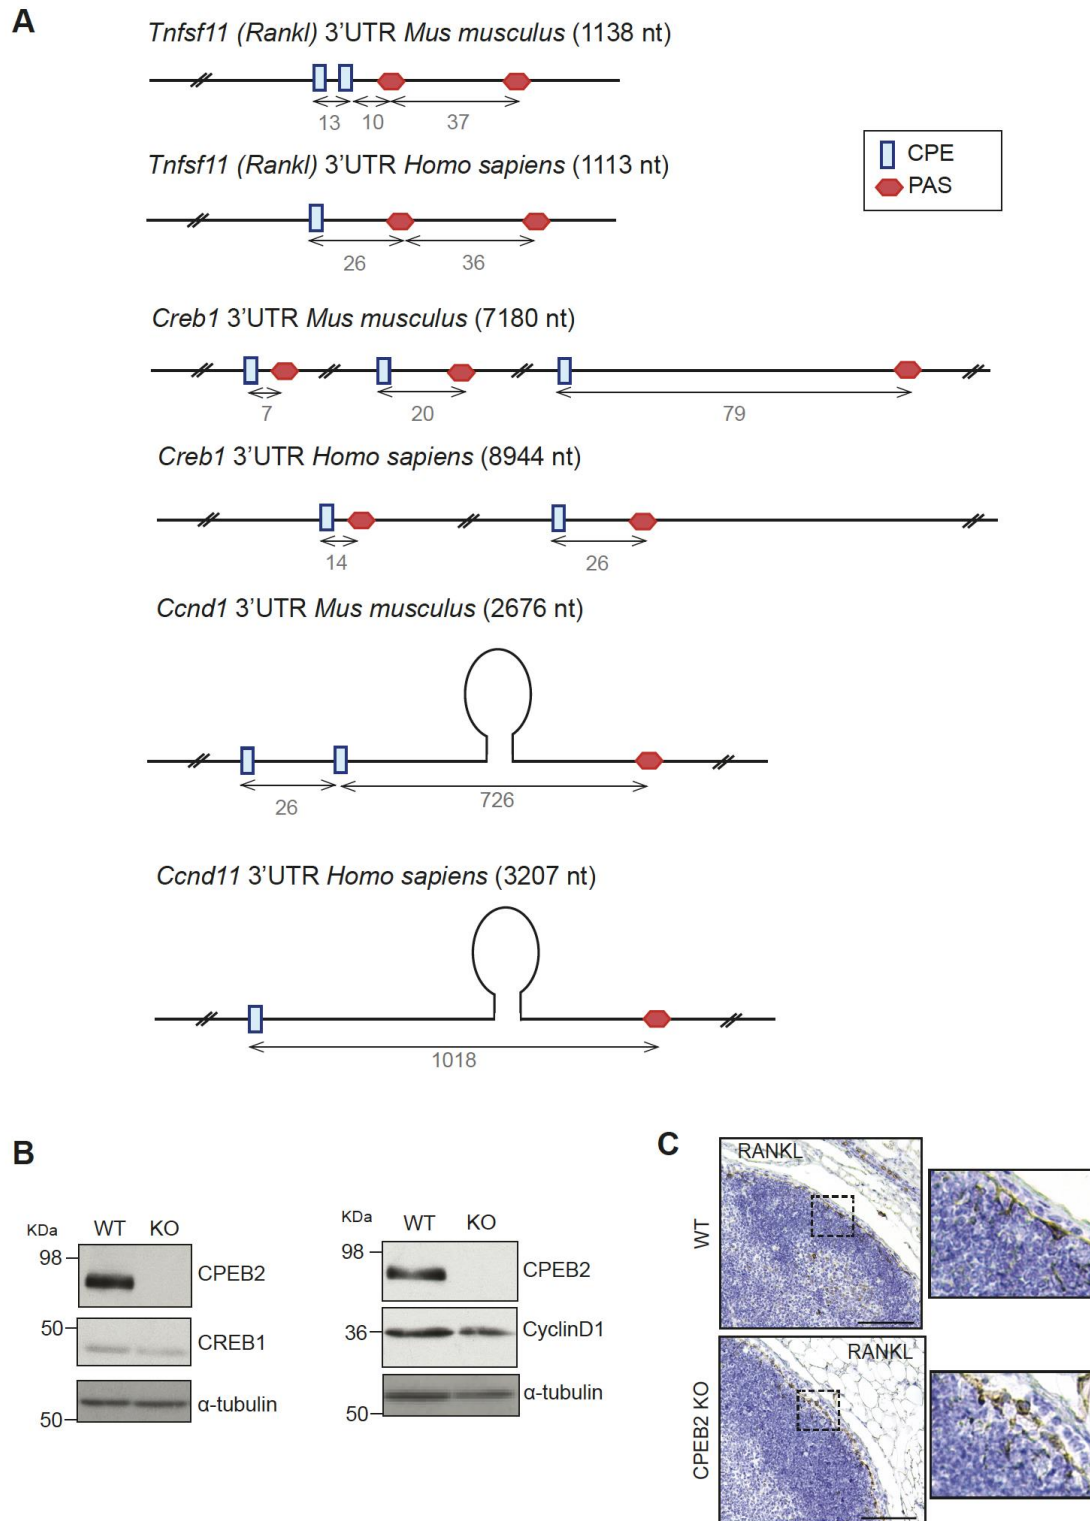 A
Tnfsf11 (Rankl) 3'UTR Mus musculus (1138 nt)
13 10 37
Tnfsf11 (Rankl) 3'UTR Homo sapiens (1113 nt)
CPE
PAS
26 36
Creb1 3'UTR Mus musculus (7180 nt)
7 20 79
Creb1 3'UTR Homo sapiens (8944 nt)
14 26
Ccnd1 3'UTR Mus musculus (2676 nt)
26 726
Ccnd11 3'UTR Homo sapiens (3207 nt)
1018
B
KDa WT KO
98 CPEB2
50 CREB1
α-tubulin
50
KDa WT KO
98 CPEB2
36 CyclinD1
α-tubulin
50
C
RANKL
WT
RANKL
CPEB2 KO